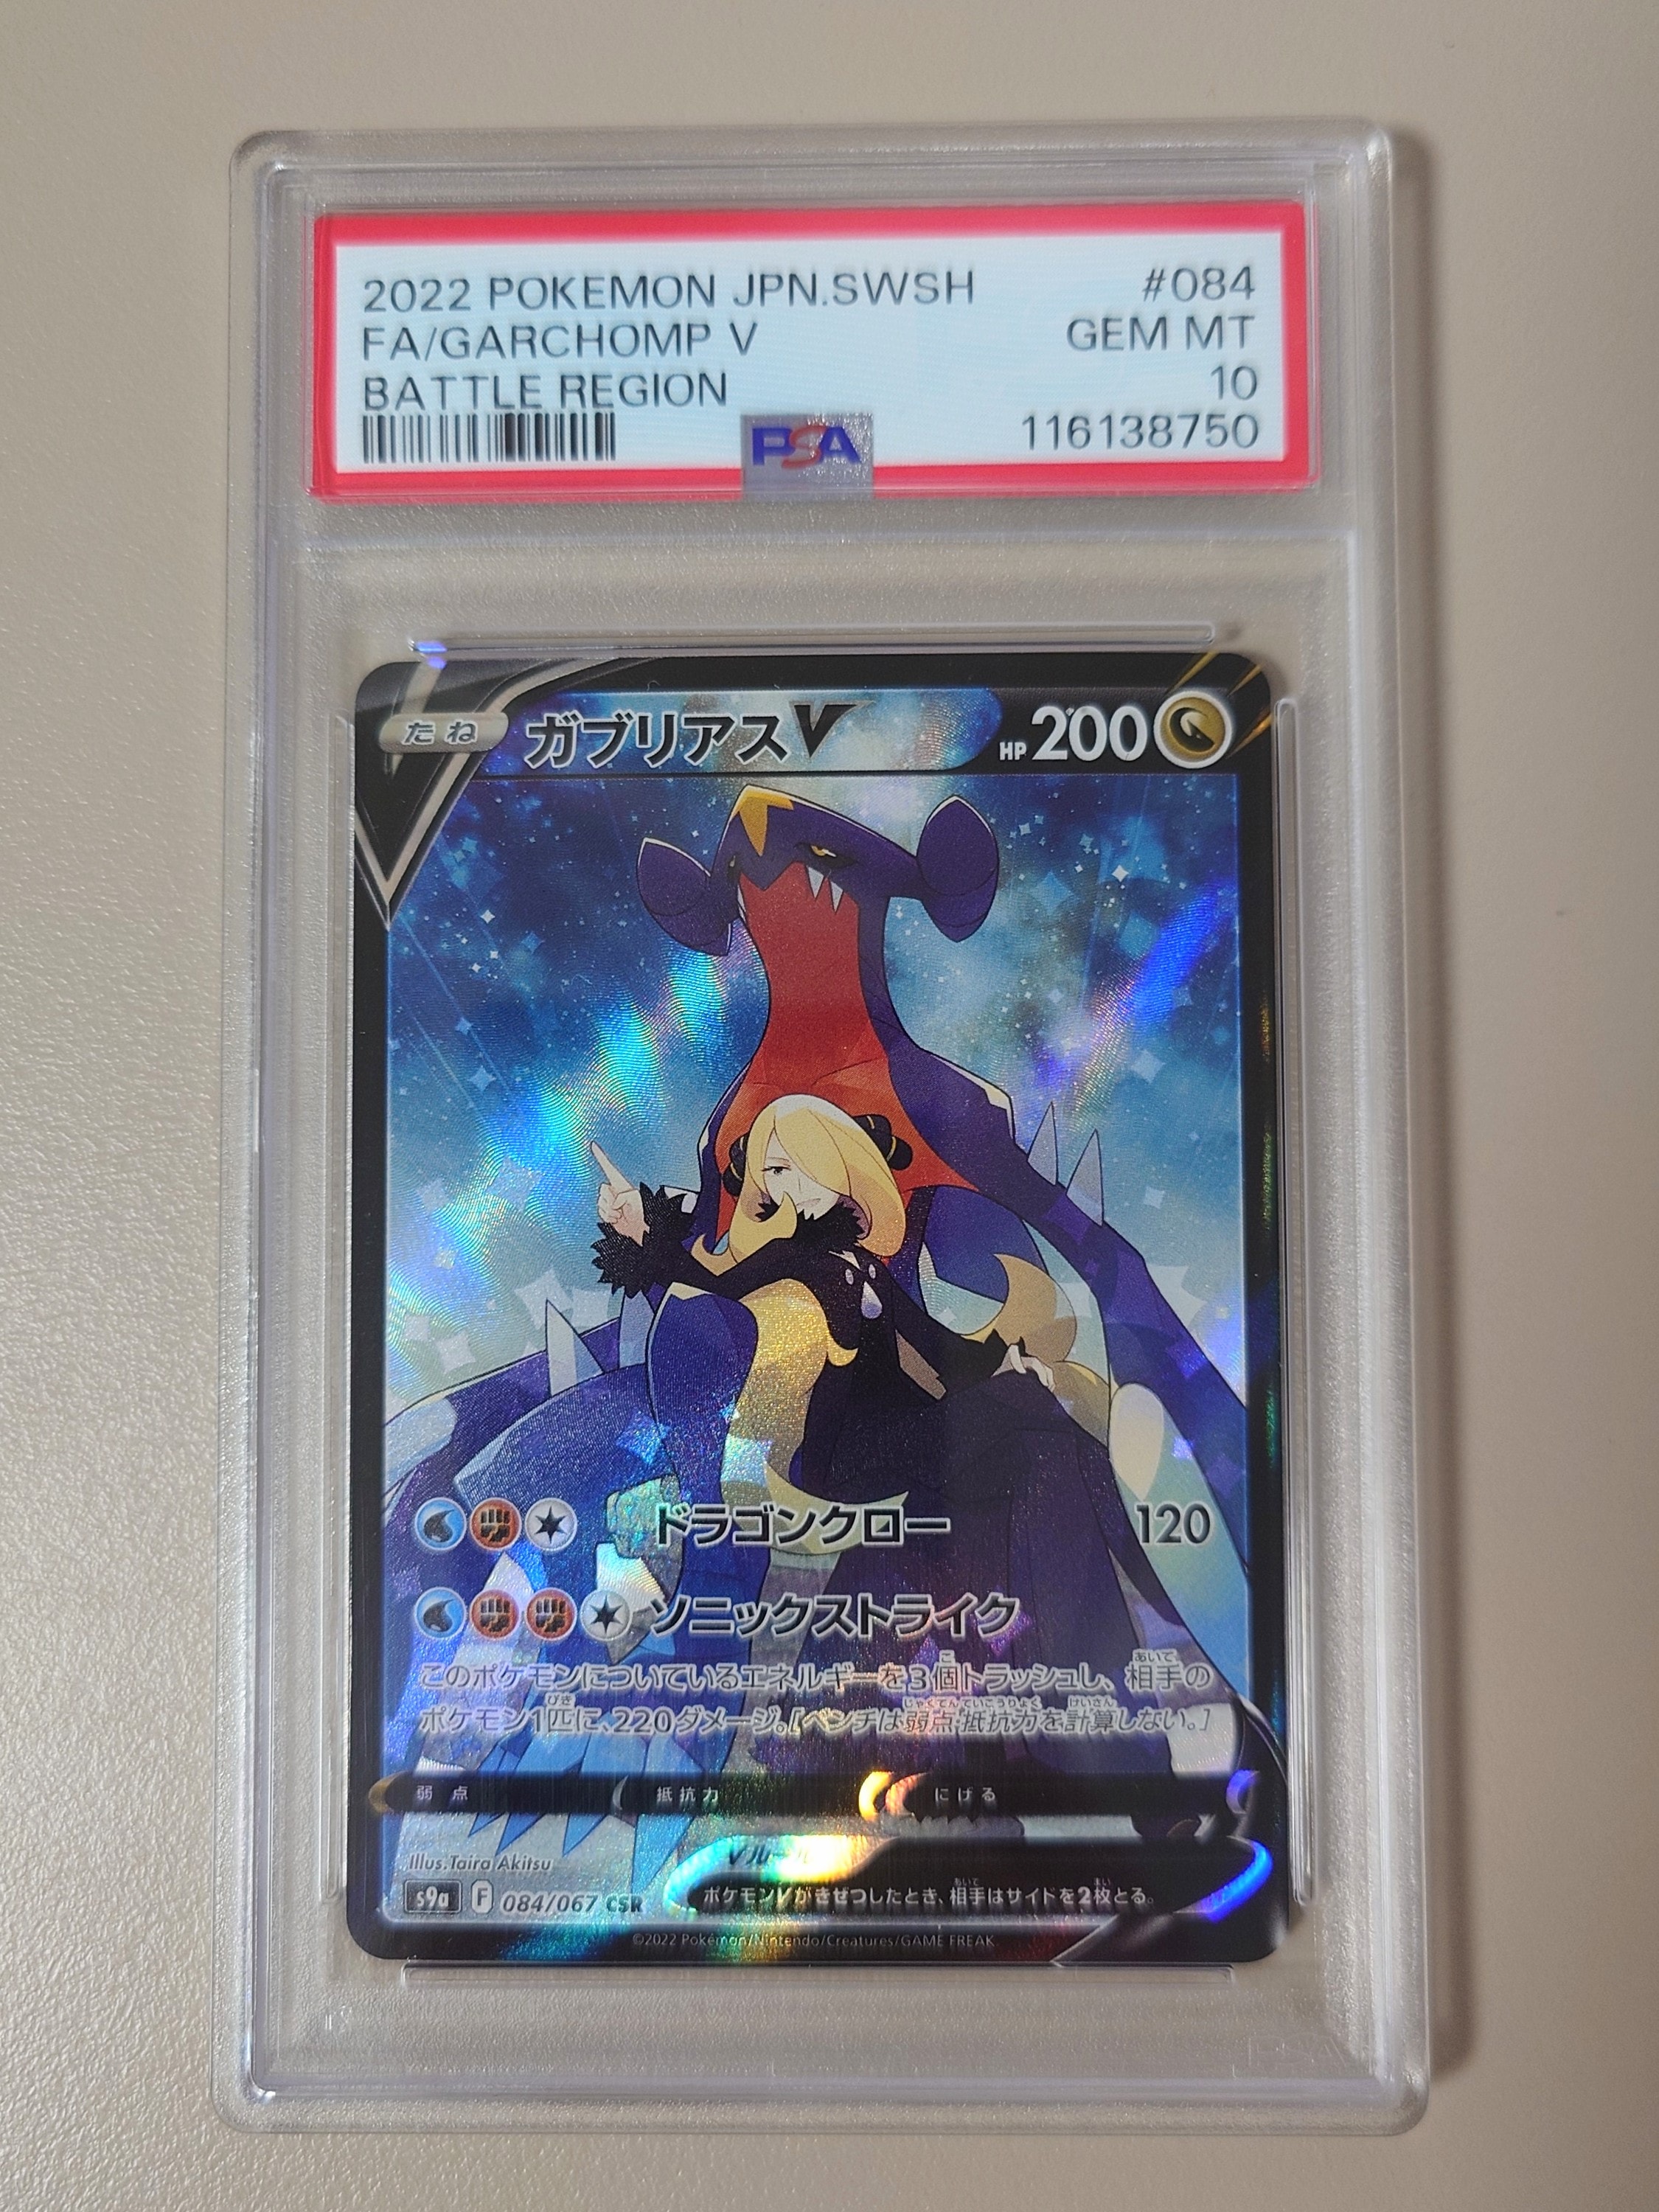 2022 POKEMON JPN.SWSH #084
FA/GARCHOMP V GEM MT
BATTLE REGION 10
PSA 116138750
たね ガブリアスV HP 200
ドラゴンクロー 120
ソニックストライク
このポケモンについているエネルギーを3個トラッシュし、相手の
ポケモン1匹に、220ダメージ。[ベンチは弱点・抵抗力を計算しない。]
弱点 抵抗力 にげる
Illus.Taira Akitsu Vルール
s9a F 084/067 CSR ポケモンVがきぜつしたとき、相手はサイドを2枚とる。
©2022 Pokémon/Nintendo/Creatures/GAME FREAK